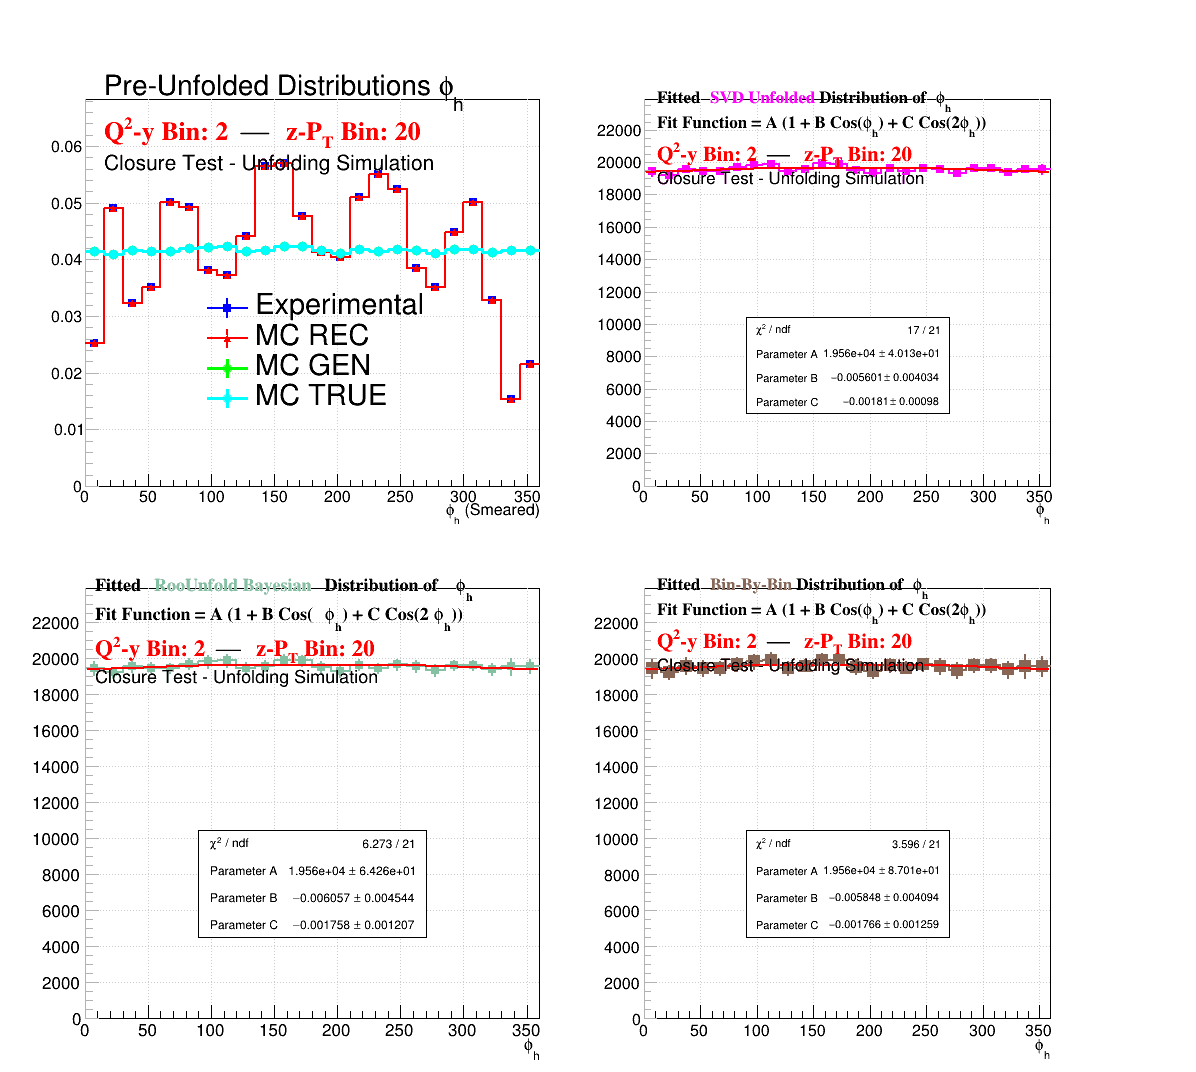 Pre-Unfolded Distributions ϕh
Q²-y Bin: 2 — z-PT Bin: 20
Closure Test - Unfolding Simulation
0.06
0.05
0.04
0.03
0.02
0.01
0
Experimental
MC REC
MC GEN
MC TRUE
0 50 100 150 200 250 300 350
ϕh (Smeared)
Fitted SVD Unfolded Distribution of ϕh
Fit Function = A (1 + B Cos(ϕh) + C Cos(2ϕh))
Q²-y Bin: 2 — z-PT Bin: 20
Closure Test - Unfolding Simulation
22000
20000
18000
16000
14000
12000
10000
8000
6000
4000
2000
0
χ² / ndf 17 / 21
Parameter A 1.956e+04 ± 4.013e+01
Parameter B −0.005601 ± 0.004034
Parameter C −0.00181 ± 0.00098
0 50 100 150 200 250 300 350
ϕh
Fitted RooUnfold Bayesian Distribution of ϕh
Fit Function = A (1 + B Cos( ϕh) + C Cos(2 ϕh))
Q²-y Bin: 2 — z-PT Bin: 20
Closure Test - Unfolding Simulation
22000
20000
18000
16000
14000
12000
10000
8000
6000
4000
2000
0
χ² / ndf 6.273 / 21
Parameter A 1.956e+04 ± 6.426e+01
Parameter B −0.006057 ± 0.004544
Parameter C −0.001758 ± 0.001207
0 50 100 150 200 250 300 350
ϕh
Fitted Bin-By-Bin Distribution of ϕh
Fit Function = A (1 + B Cos(ϕh) + C Cos(2ϕh))
Q²-y Bin: 2 — z-PT Bin: 20
Closure Test - Unfolding Simulation
22000
20000
18000
16000
14000
12000
10000
8000
6000
4000
2000
0
χ² / ndf 3.596 / 21
Parameter A 1.956e+04 ± 8.701e+01
Parameter B −0.005848 ± 0.004094
Parameter C −0.001766 ± 0.001259
0 50 100 150 200 250 300 350
ϕh